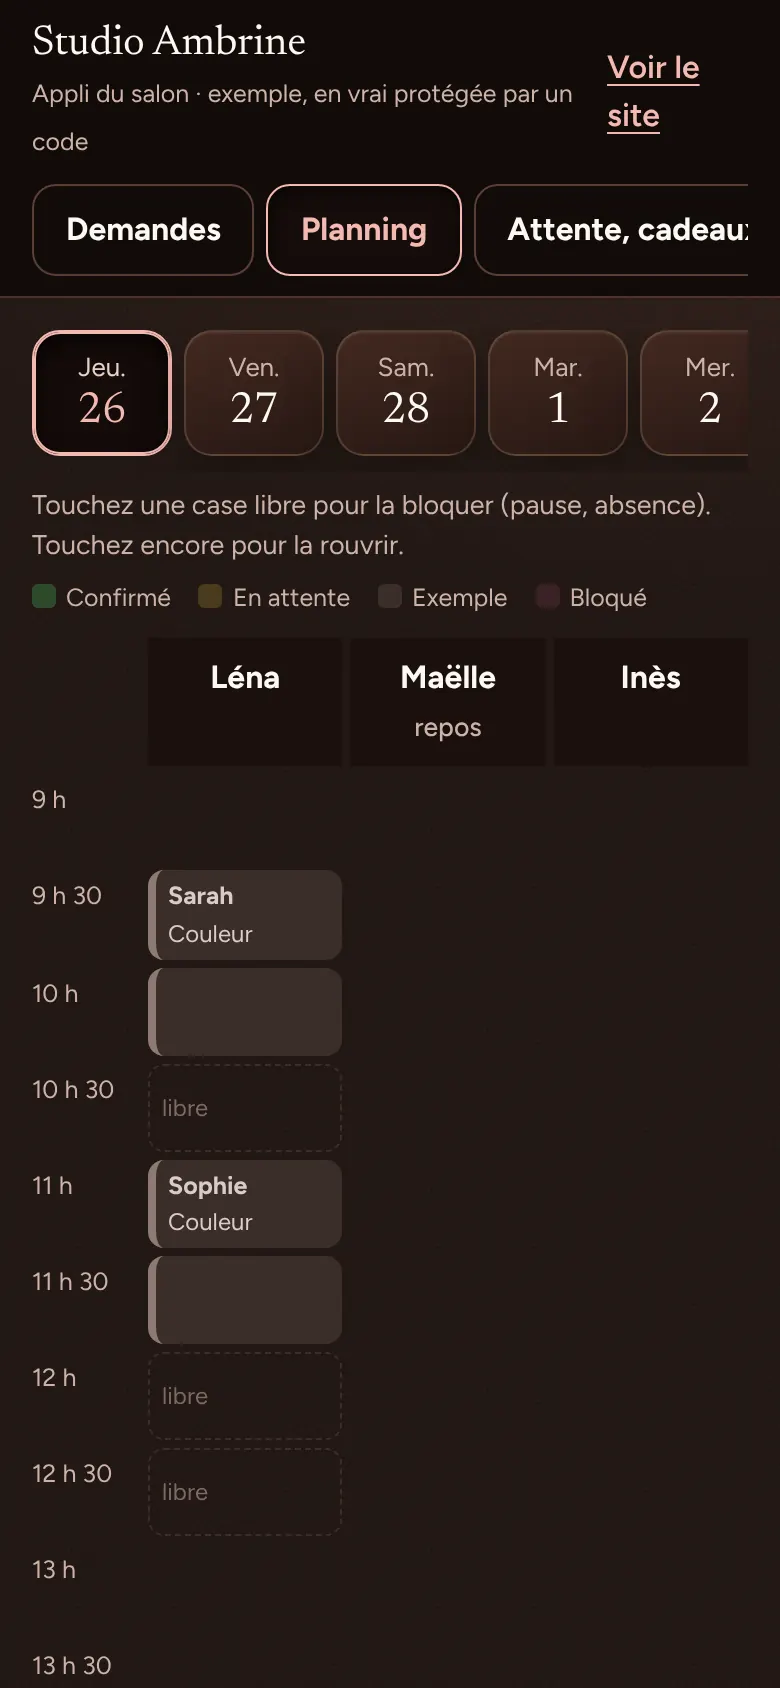 Studio Ambrine
Appli du salon · exemple, en vrai protégée par un
code
Voir le
site
Demandes
Planning
Attente, cadeaux
Jeu.
26
Ven.
27
Sam.
28
Mar.
1
Mer.
2
Touchez une case libre pour la bloquer (pause, absence).
Touchez encore pour la rouvrir.
Confirmé
En attente
Exemple
Bloqué
Léna
Maëlle
repos
Inès
9 h
9 h 30
Sarah
Couleur
10 h
10 h 30
libre
11 h
Sophie
Couleur
11 h 30
12 h
libre
12 h 30
libre
13 h
13 h 30